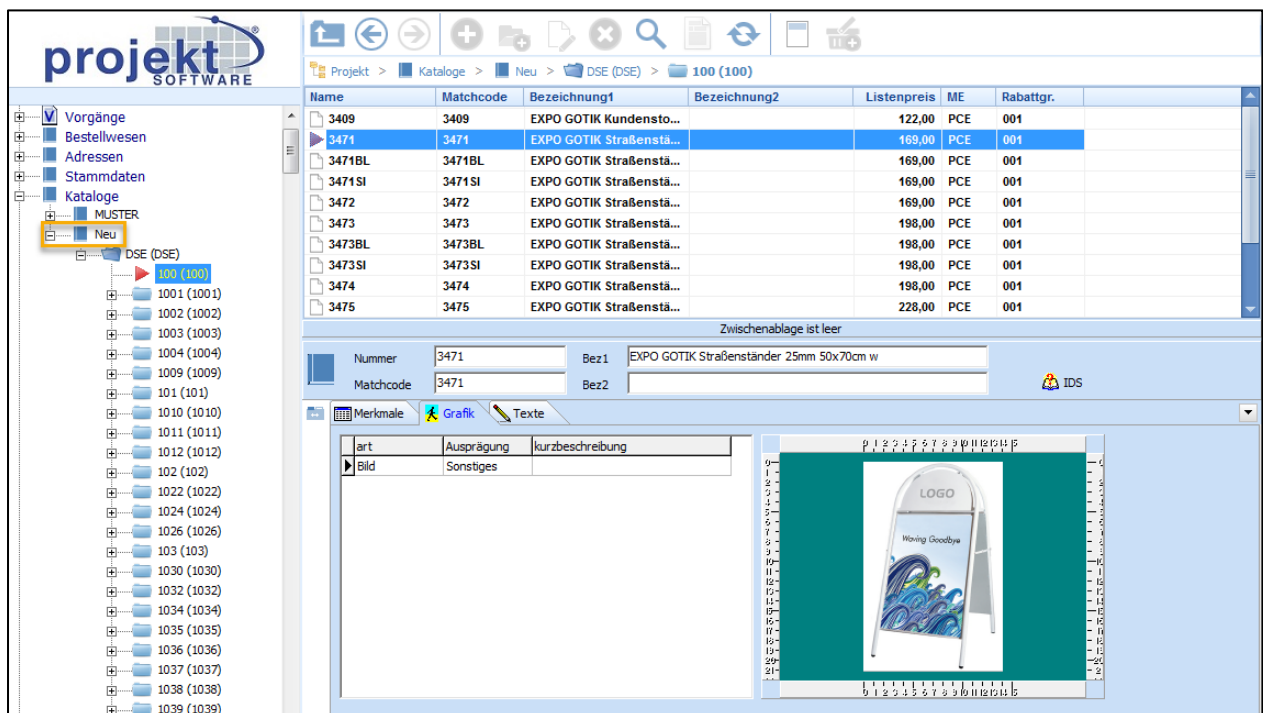 projekt®
SOFTWARE
Projekt > Kataloge > Neu > DSE (DSE) > 100 (100)
Vorgänge
Bestellwesen
Adressen
Stammdaten
Kataloge
MUSTER
Neu
DSE (DSE)
100 (100)
1001 (1001)
1002 (1002)
1003 (1003)
1004 (1004)
1009 (1009)
101 (101)
1010 (1010)
1011 (1011)
1012 (1012)
102 (102)
1022 (1022)
1024 (1024)
1026 (1026)
103 (103)
1030 (1030)
1032 (1032)
1034 (1034)
1035 (1035)
1036 (1036)
1037 (1037)
1038 (1038)
1039 (1039)
Name Matchcode Bezeichnung1 Bezeichnung2 Listenpreis ME Rabattgr.
3409 3409 EXPO GOTIK Kundensto... 122,00 PCE 001
3471 3471 EXPO GOTIK Straßenstä... 169,00 PCE 001
3471BL 3471BL EXPO GOTIK Straßenstä... 169,00 PCE 001
3471SI 3471SI EXPO GOTIK Straßenstä... 169,00 PCE 001
3472 3472 EXPO GOTIK Straßenstä... 169,00 PCE 001
3473 3473 EXPO GOTIK Straßenstä... 198,00 PCE 001
3473BL 3473BL EXPO GOTIK Straßenstä... 198,00 PCE 001
3473SI 3473SI EXPO GOTIK Straßenstä... 198,00 PCE 001
3474 3474 EXPO GOTIK Straßenstä... 198,00 PCE 001
3475 3475 EXPO GOTIK Straßenstä... 228,00 PCE 001
Zwischenablage ist leer
Nummer 3471 Bez1 EXPO GOTIK Straßenständer 25mm 50x70cm w
Matchcode 3471 Bez2 IDS
Merkmale Grafik Texte
art Ausprägung kurzbeschreibung
Bild Sonstiges
LOGO
Waving Goodbye